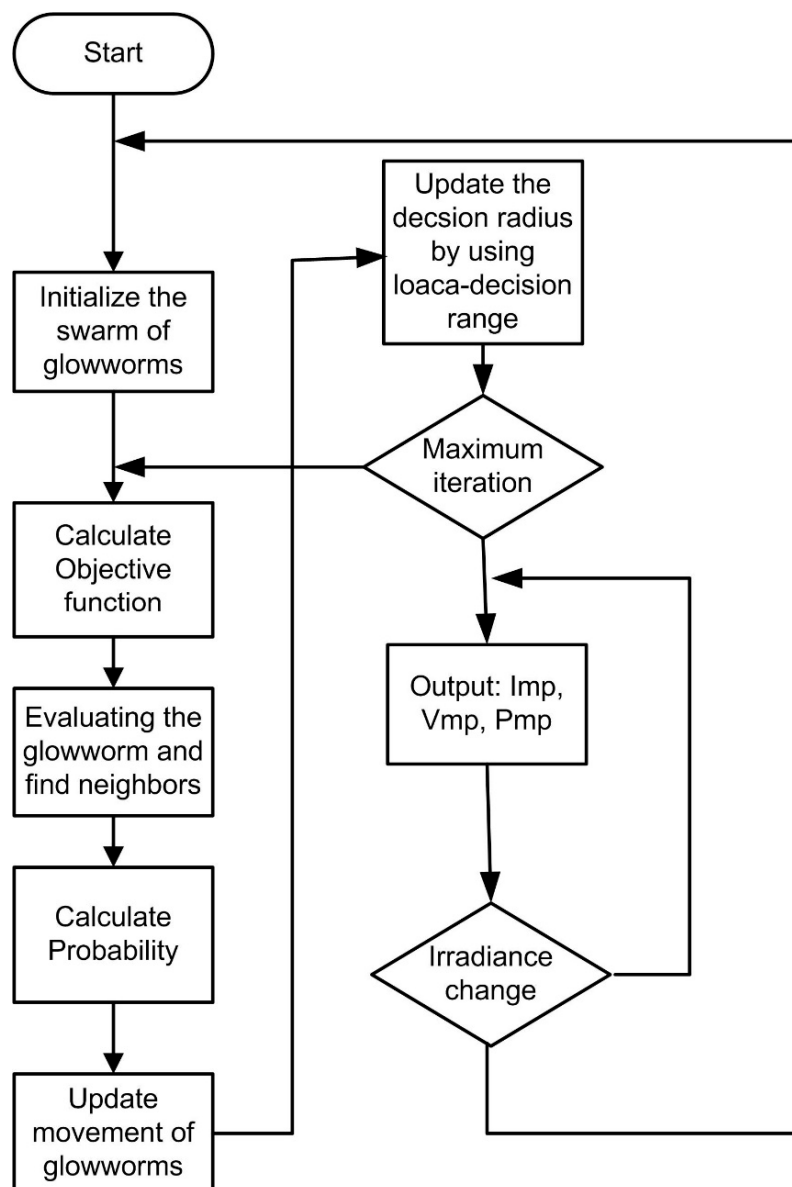 Start
Initialize the
swarm of
glowworms
Calculate
Objective
function
Evaluating the
glowworm and
find neighbors
Calculate
Probability
Update
movement of
glowworms
Update the
decsion radius
by using
loaca-decision
range
Maximum
iteration
Output: Imp,
Vmp, Pmp
Irradiance
change